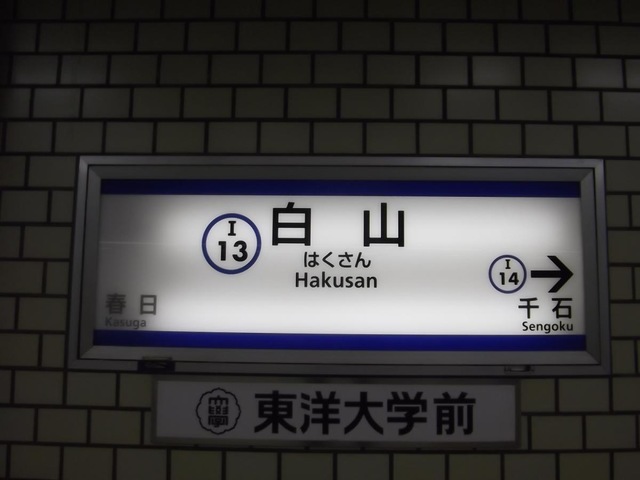 I
13
白山
はくさん
Hakusan
I
14
千石
Sengoku
春日
Kasuga
東洋大学前